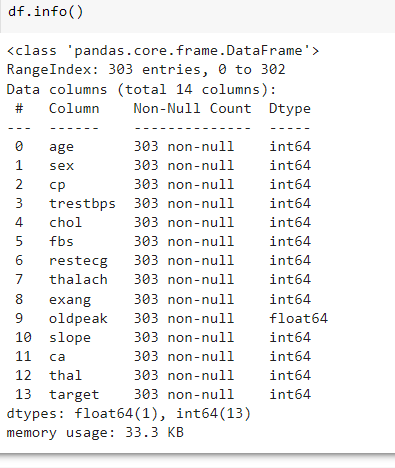 df.info()
<class 'pandas.core.frame.DataFrame'>
RangeIndex: 303 entries, 0 to 302
Data columns (total 14 columns):
 #   Column    Non-Null Count  Dtype
---  ------    --------------  -----
 0   age       303 non-null    int64
 1   sex       303 non-null    int64
 2   cp        303 non-null    int64
 3   trestbps  303 non-null    int64
 4   chol      303 non-null    int64
 5   fbs       303 non-null    int64
 6   restecg   303 non-null    int64
 7   thalach   303 non-null    int64
 8   exang     303 non-null    int64
 9   oldpeak   303 non-null    float64
 10  slope     303 non-null    int64
 11  ca        303 non-null    int64
 12  thal      303 non-null    int64
 13  target    303 non-null    int64
dtypes: float64(1), int64(13)
memory usage: 33.3 KB